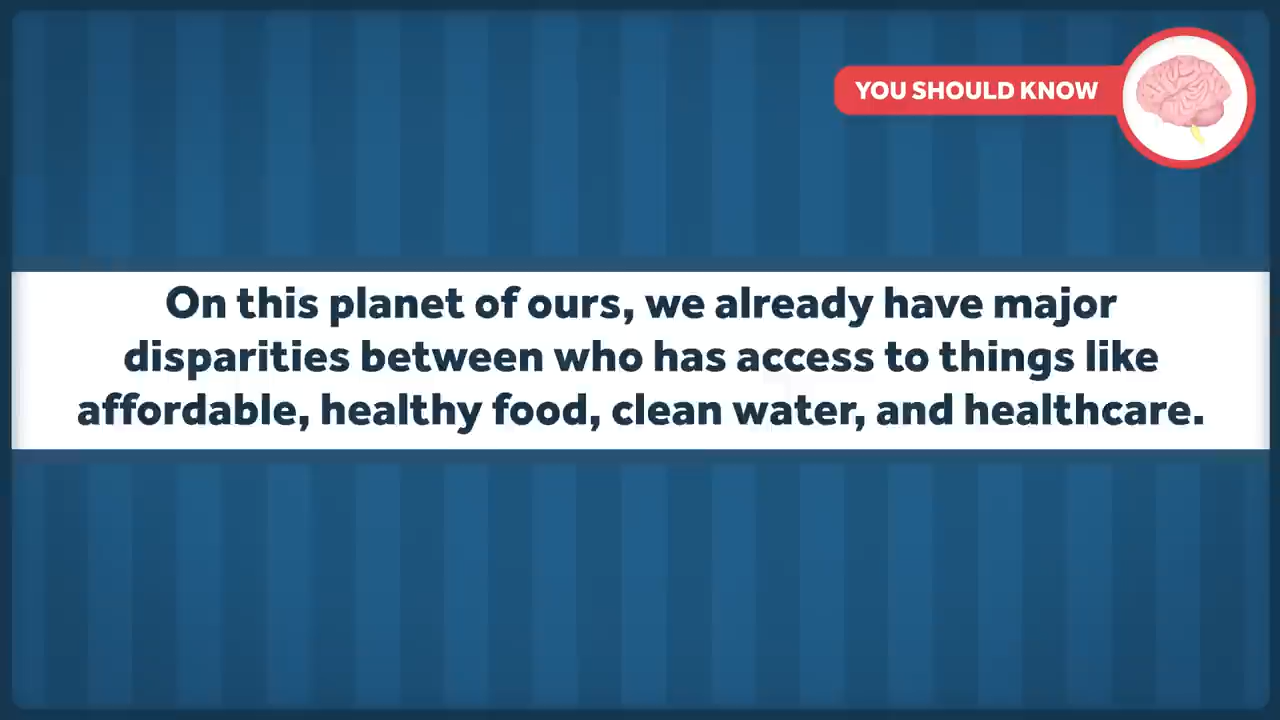 YOU SHOULD KNOW
On this planet of ours, we already have major
disparities between who has access to things like
affordable, healthy food, clean water, and healthcare.